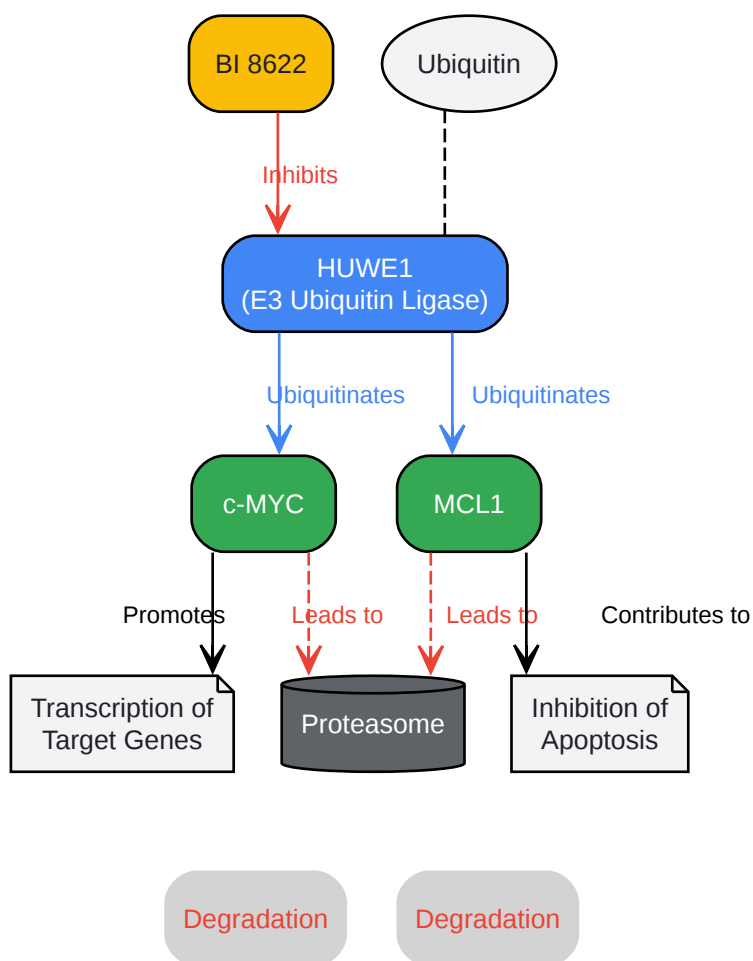 BI 8622
Ubiquitin
Inhibits
HUWE1
(E3 Ubiquitin Ligase)
Ubiquitinates
Ubiquitinates
c-MYC
MCL1
Promotes
Leads to
Leads to
Contributes to
Transcription of
Target Genes
Proteasome
Inhibition of
Apoptosis
Degradation
Degradation